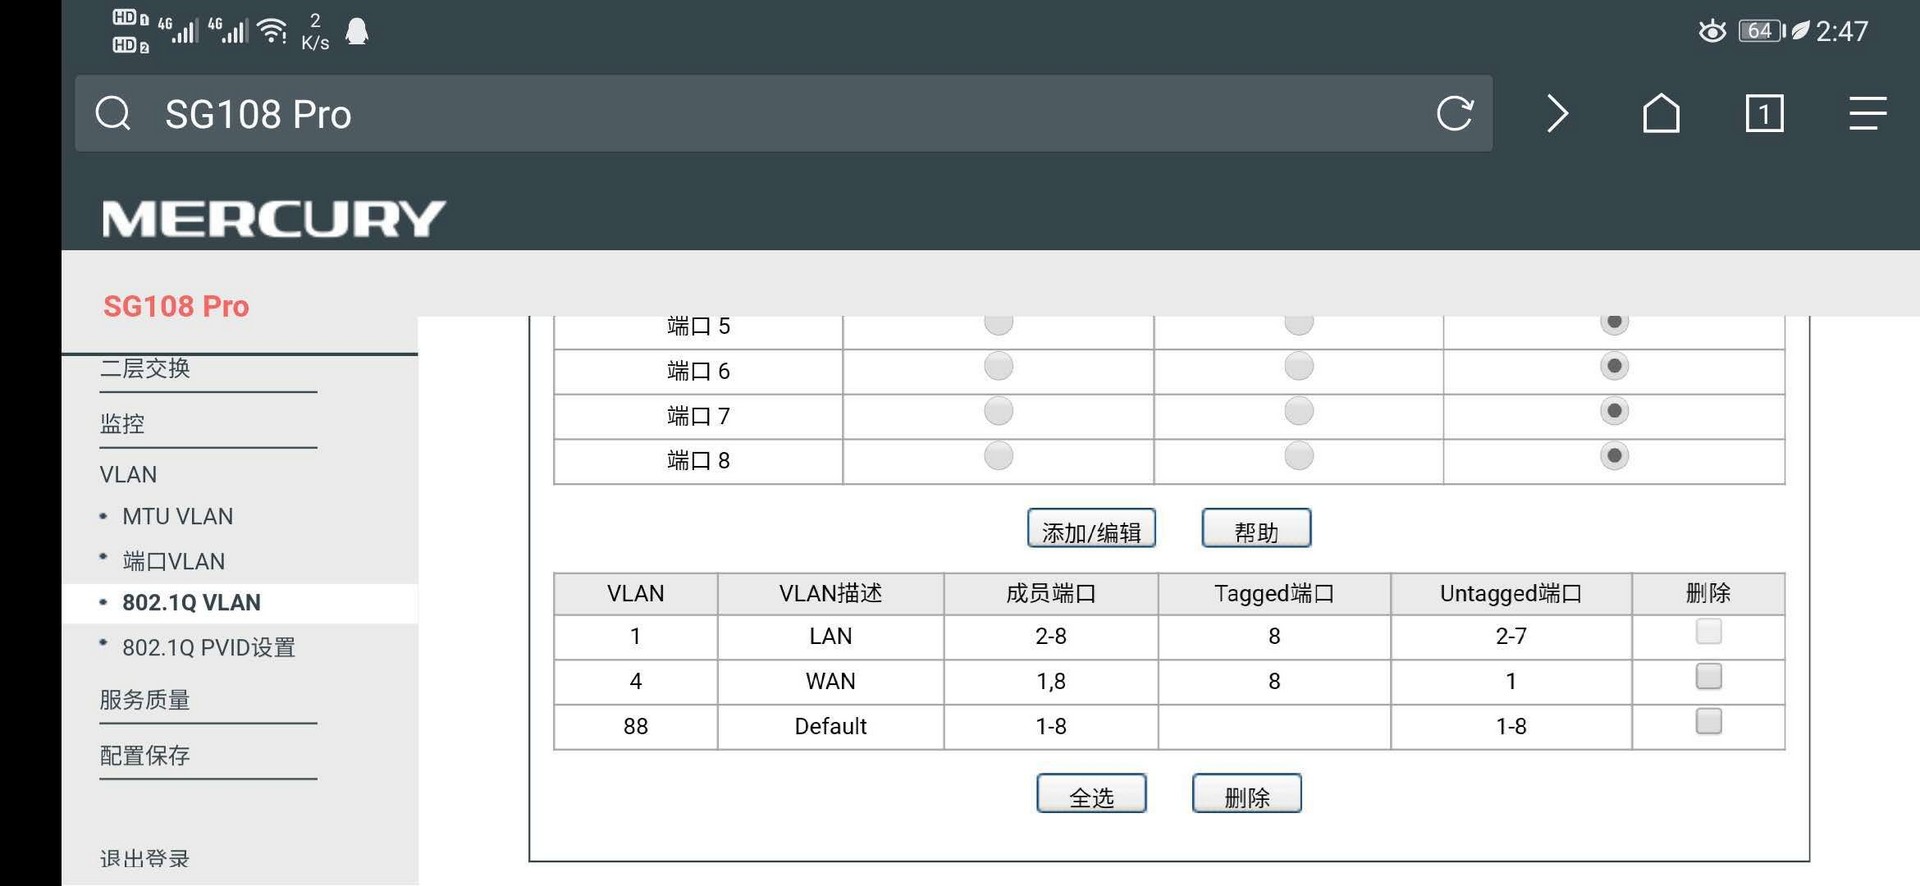 HD 1 4G 4G 2 K/s 64 2:47
HD 2
SG108 Pro 1
MERCURY
SG108 Pro
二层交换
监控
VLAN
MTU VLAN
端口VLAN
802.1Q VLAN
802.1Q PVID设置
服务质量
配置保存
退出登录
端口 5
端口 6
端口 7
端口 8
添加/编辑 帮助
VLAN VLAN描述 成员端口 Tagged端口 Untagged端口 删除
1 LAN 2-8 8 2-7
4 WAN 1,8 8 1
88 Default 1-8 1-8
全选 删除